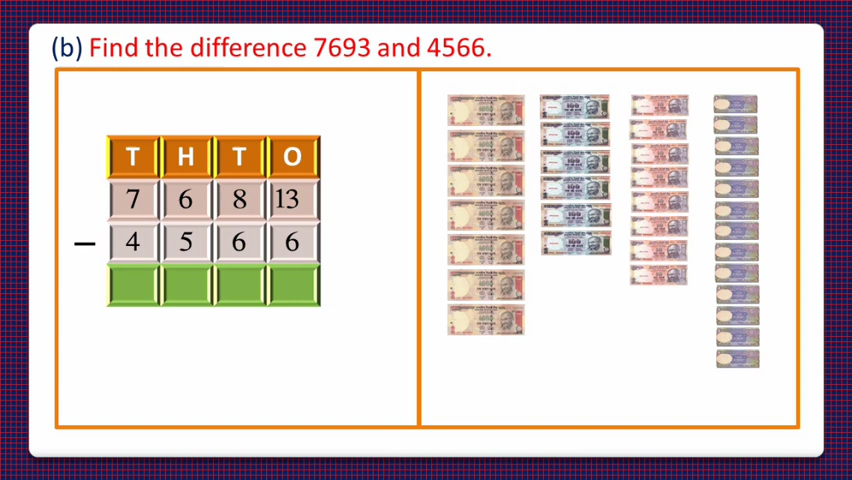 (b) Find the difference 7693 and 4566.
T H T O
7 6 8 13
– 4 5 6 6